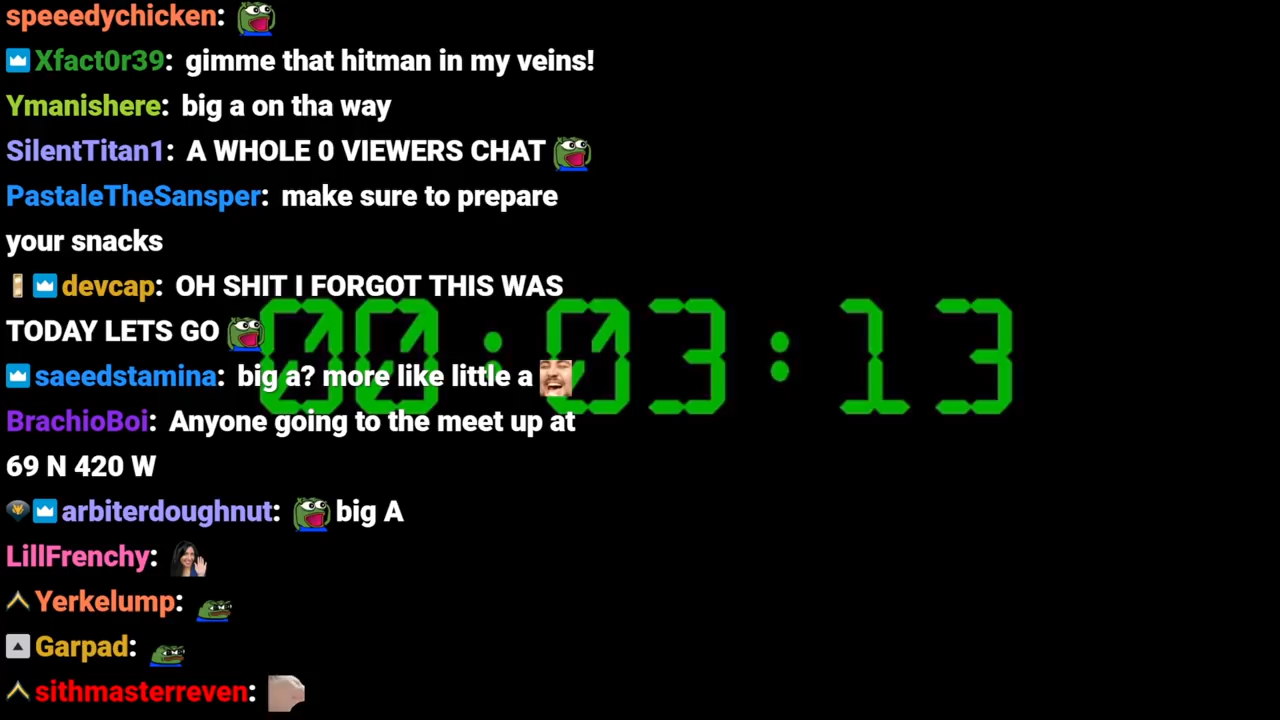 speeedychicken:
Xfact0r39: gimme that hitman in my veins!
Ymanishere: big a on tha way
SilentTitan1: A WHOLE 0 VIEWERS CHAT
PastaleTheSansper: make sure to prepare
your snacks
devcap: OH SHIT I FORGOT THIS WAS
TODAY LETS GO
00:03:13
saeedstamina: big a? more like little a
BrachioBoi: Anyone going to the meet up at
69 N 420 W
arbiterdoughnut: big A
LillFrenchy:
Yerkelump:
Garpad:
sithmasterreven: